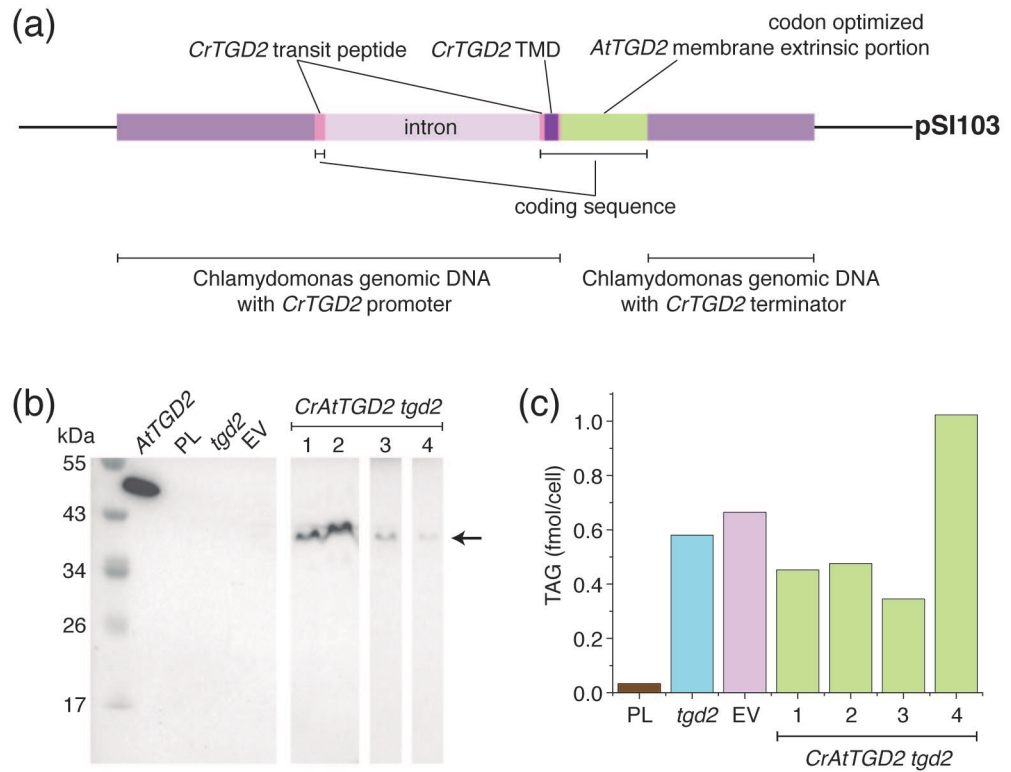 (a)
codon optimized
CrTGD2 transit peptide CrTGD2 TMD AtTGD2 membrane extrinsic portion
intron
pSI103
coding sequence
Chlamydomonas genomic DNA
with CrTGD2 promoter
Chlamydomonas genomic DNA
with CrTGD2 terminator
(b)
kDa
AtTGD2
PL
tgd2
EV
CrAtTGD2 tgd2
1 2 3 4
55
43
34
26
17
(c)
TAG (fmol/cell)
1.0
0.8
0.6
0.4
0.2
0.0
PL tgd2 EV 1 2 3 4
CrAtTGD2 tgd2